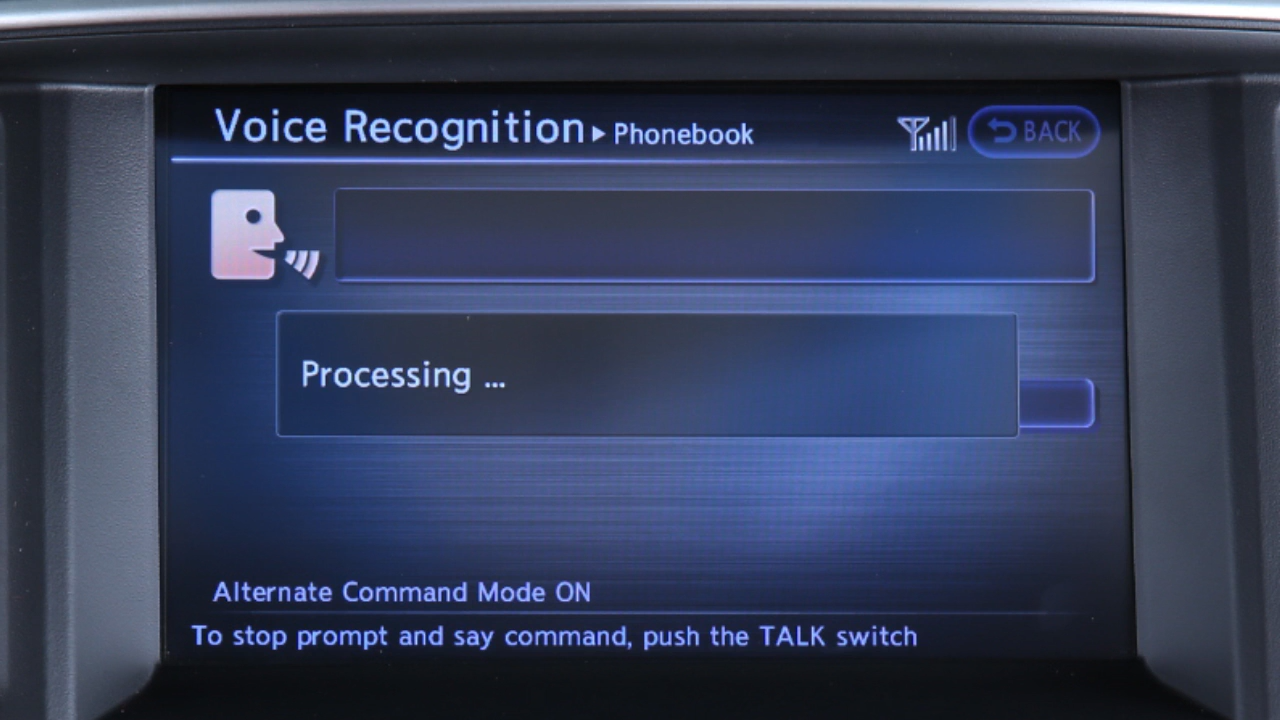 Voice Recognition ▸ Phonebook
BACK
Processing ...
Alternate Command Mode ON
To stop prompt and say command, push the TALK switch